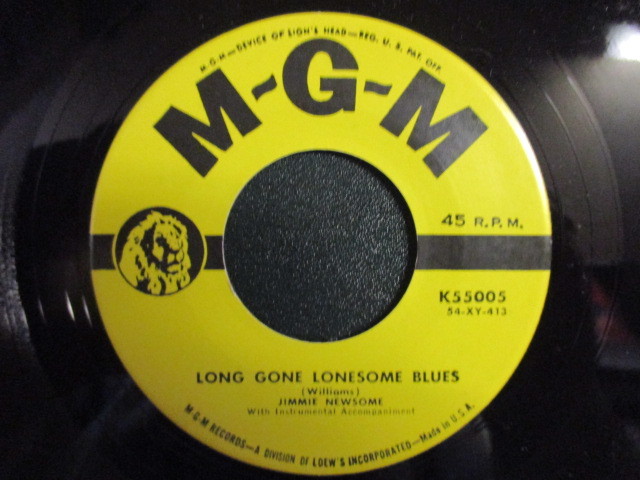 M-G-M—DEVICE OF LION'S HEAD—REG. U. S. PAT. OFF.
M-G-M
45 R.P.M.
K55005
54-XY-413
LONG GONE LONESOME BLUES
(Williams)
JIMMIE NEWSOME
With Instrumental Accompaniment
M-G-M RECORDS—A DIVISION OF LOEW'S INCORPORATED—Made in U.S.A.